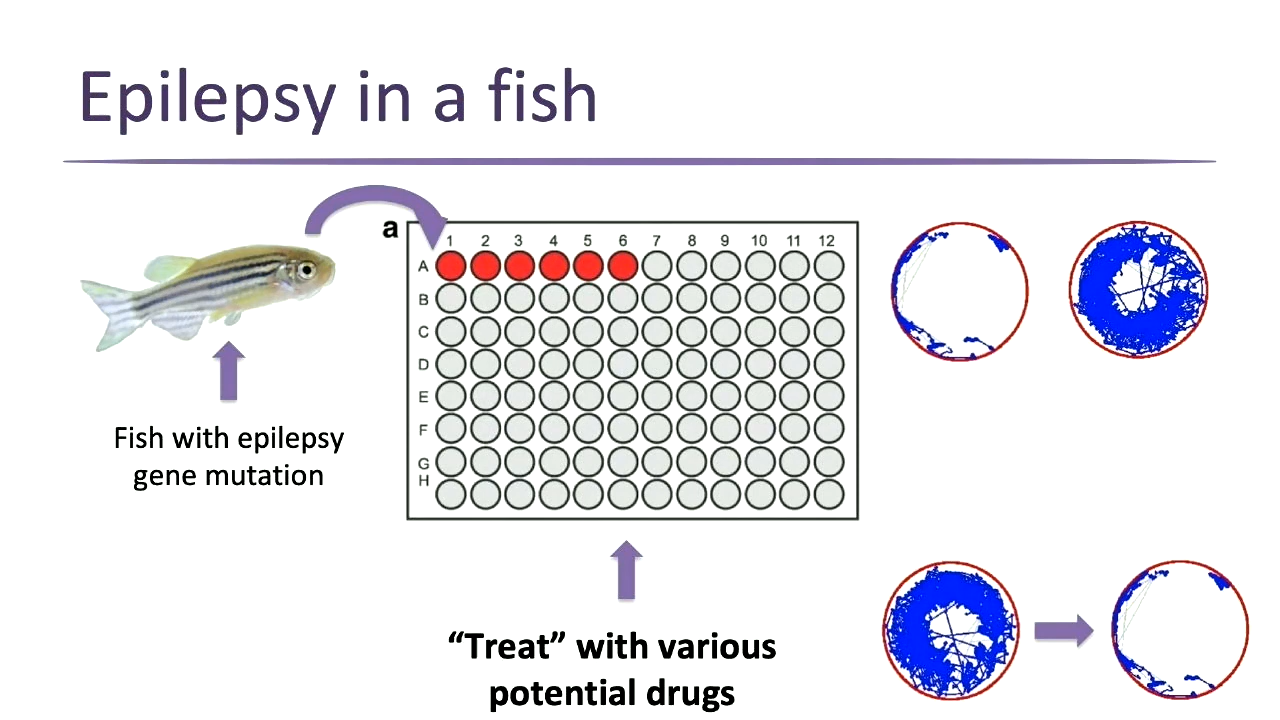 Epilepsy in a fish
a
1 2 3 4 5 6 7 8 9 10 11 12
A
B
C
D
E
F
G
H
Fish with epilepsy
gene mutation
“Treat” with various
potential drugs